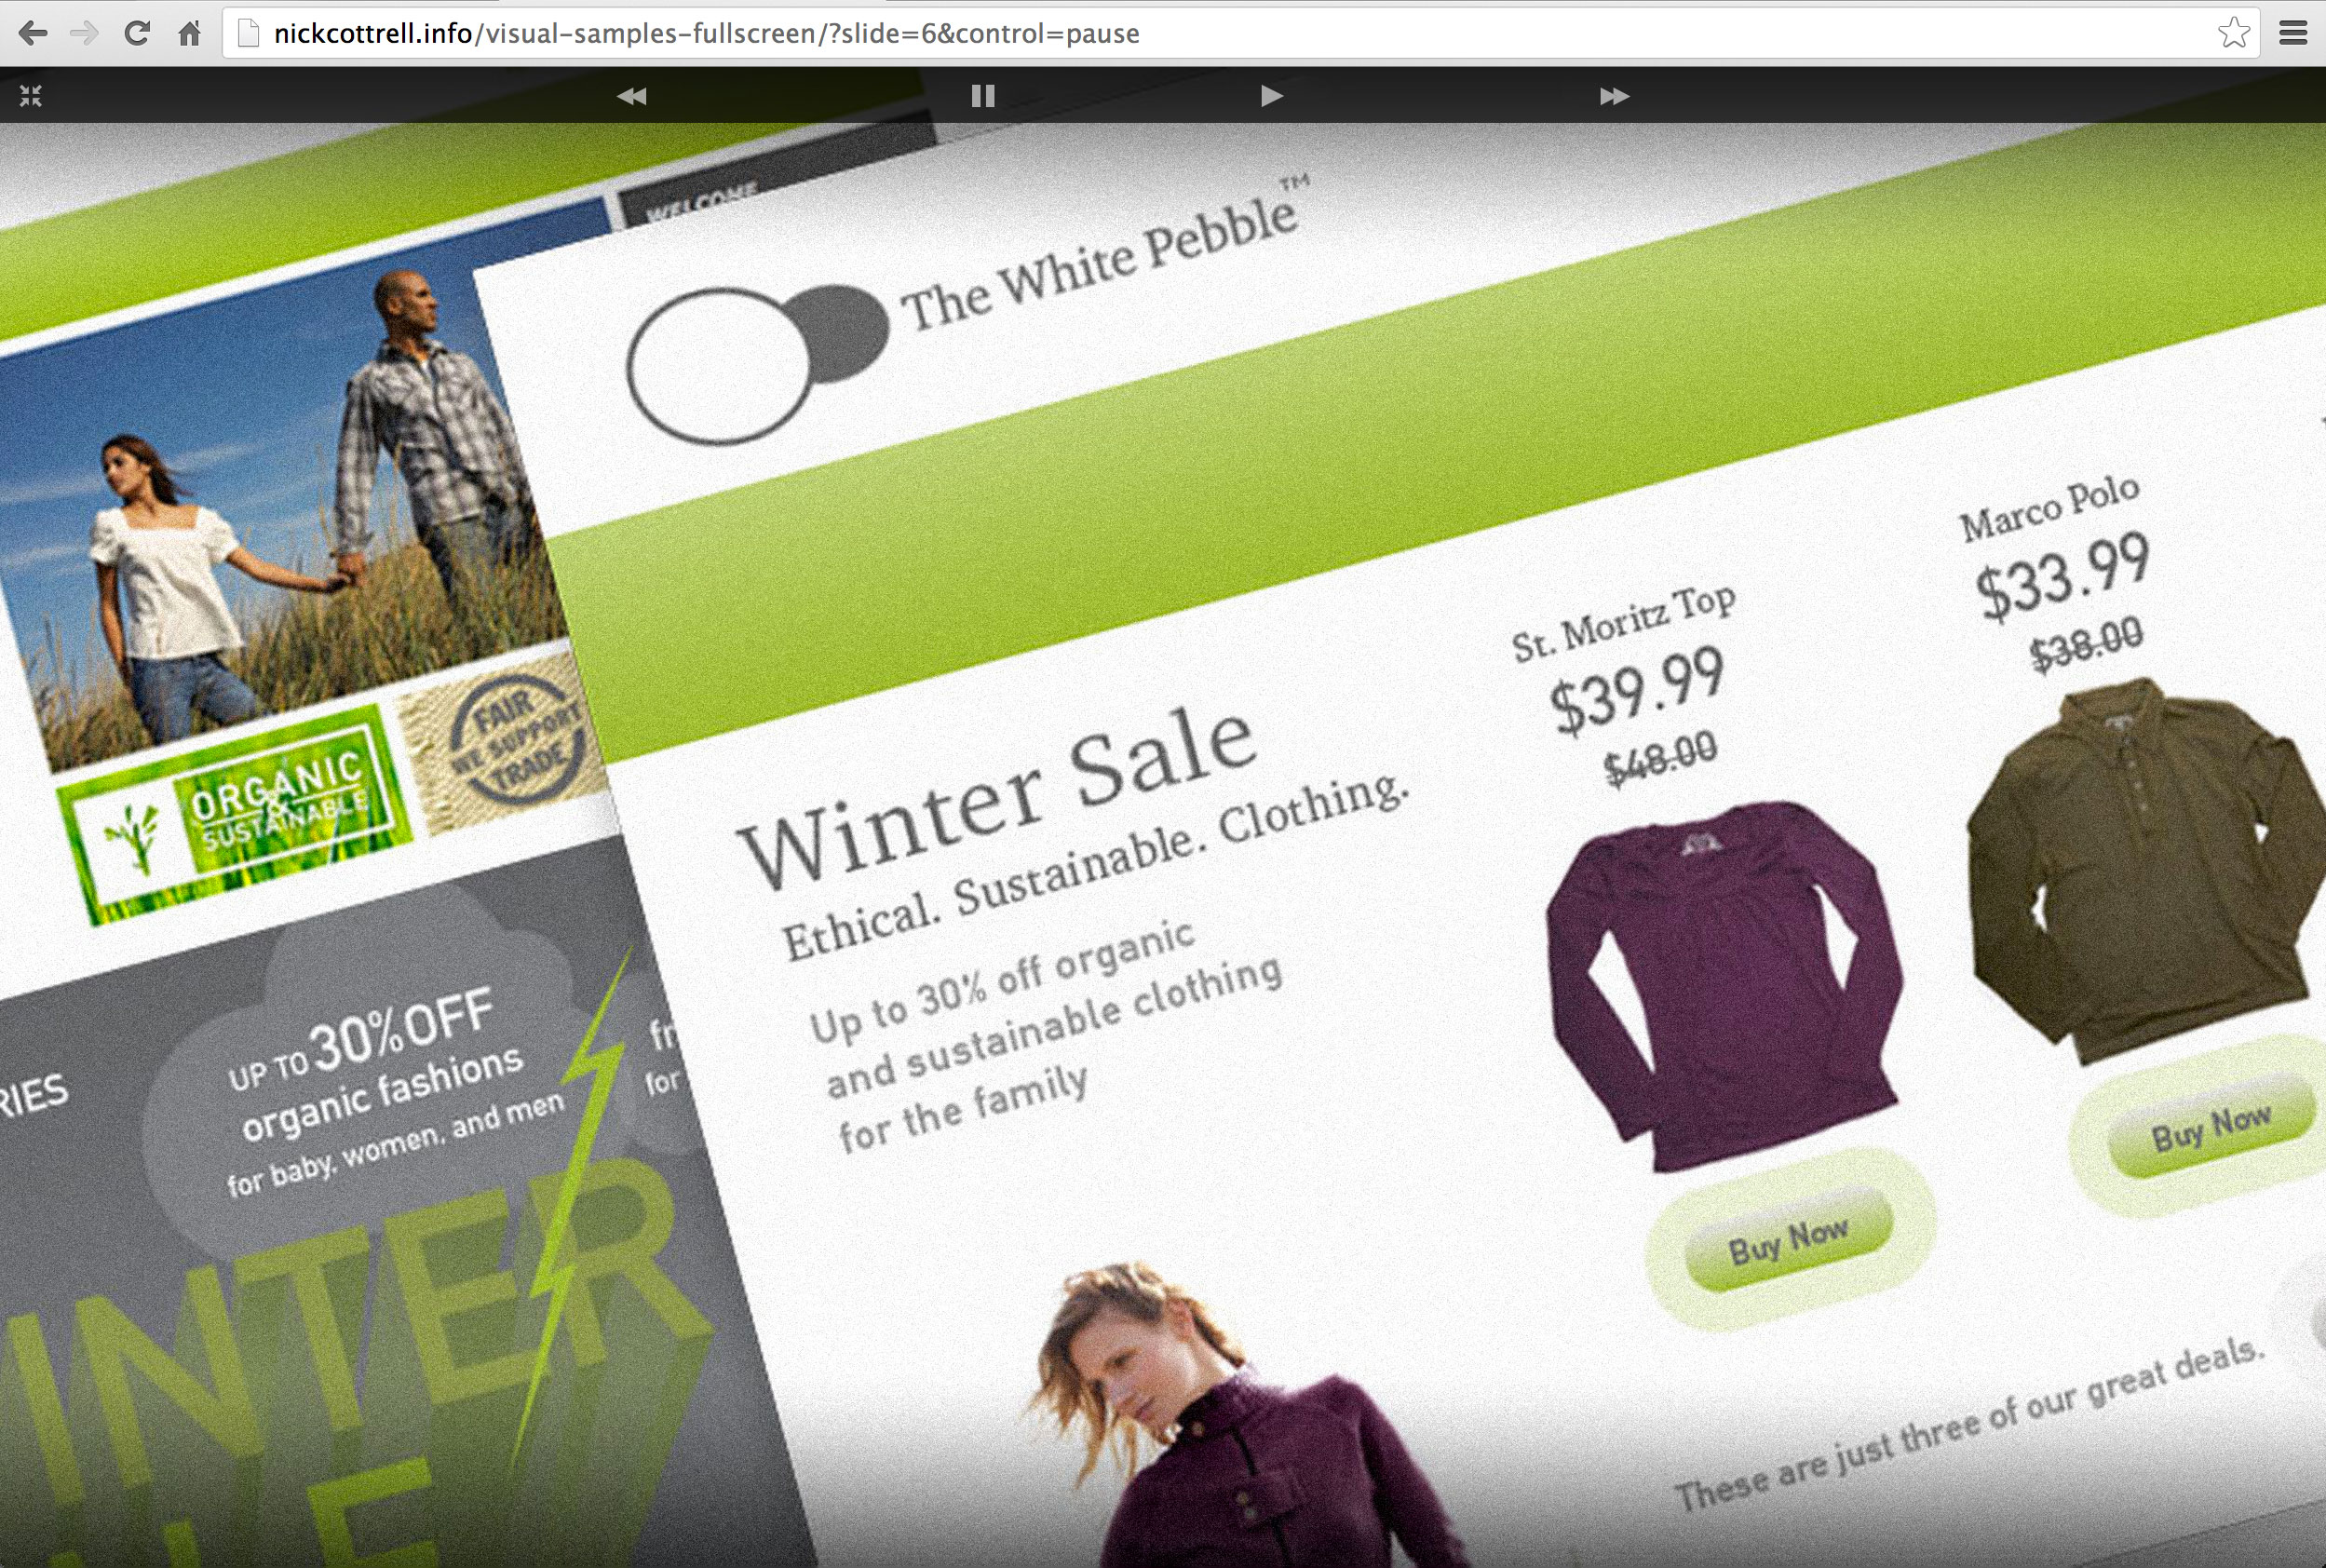 nickcottrell.info/visual-samples-fullscreen/?slide=6&control=pause
WELCOME
The White Pebble™
Marco Polo
$33.99
$38.00
St. Moritz Top
$39.99
$48.00
Winter Sale
Ethical. Sustainable. Clothing.
Up to 30% off organic
and sustainable clothing
for the family
Buy Now
Buy Now
These are just three of our great deals.
ORGANIC
&
SUSTAINABLE
FAIR
WE SUPPORT
TRADE
RIES
UP TO 30% OFF
organic fashions
for baby, women, and men
fr
for
INTER
LE